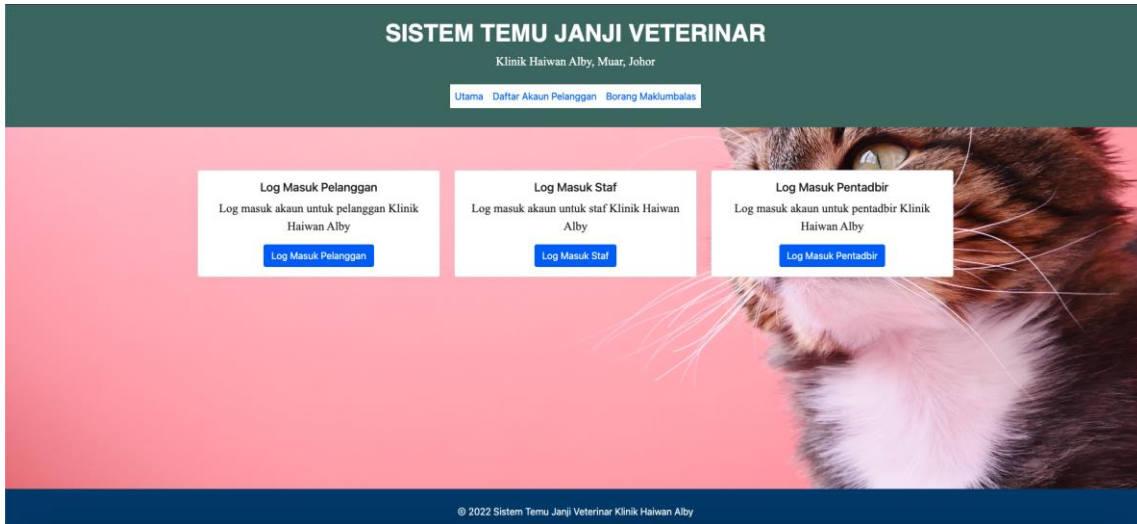 SISTEM TEMU JANJI VETERINAR
Klinik Haiwan Alby, Muar, Johor
Utama Daftar Akaun Pelanggan Borang Maklumbalas
Log Masuk Pelanggan
Log masuk akaun untuk pelanggan Klinik
Haiwan Alby
Log Masuk Pelanggan
Log Masuk Staf
Log masuk akaun untuk staf Klinik Haiwan
Alby
Log Masuk Staf
Log Masuk Pentadbir
Log masuk akaun untuk pentadbir Klinik
Haiwan Alby
Log Masuk Pentadbir
© 2022 Sistem Temu Janji Veterinar Klinik Haiwan Alby